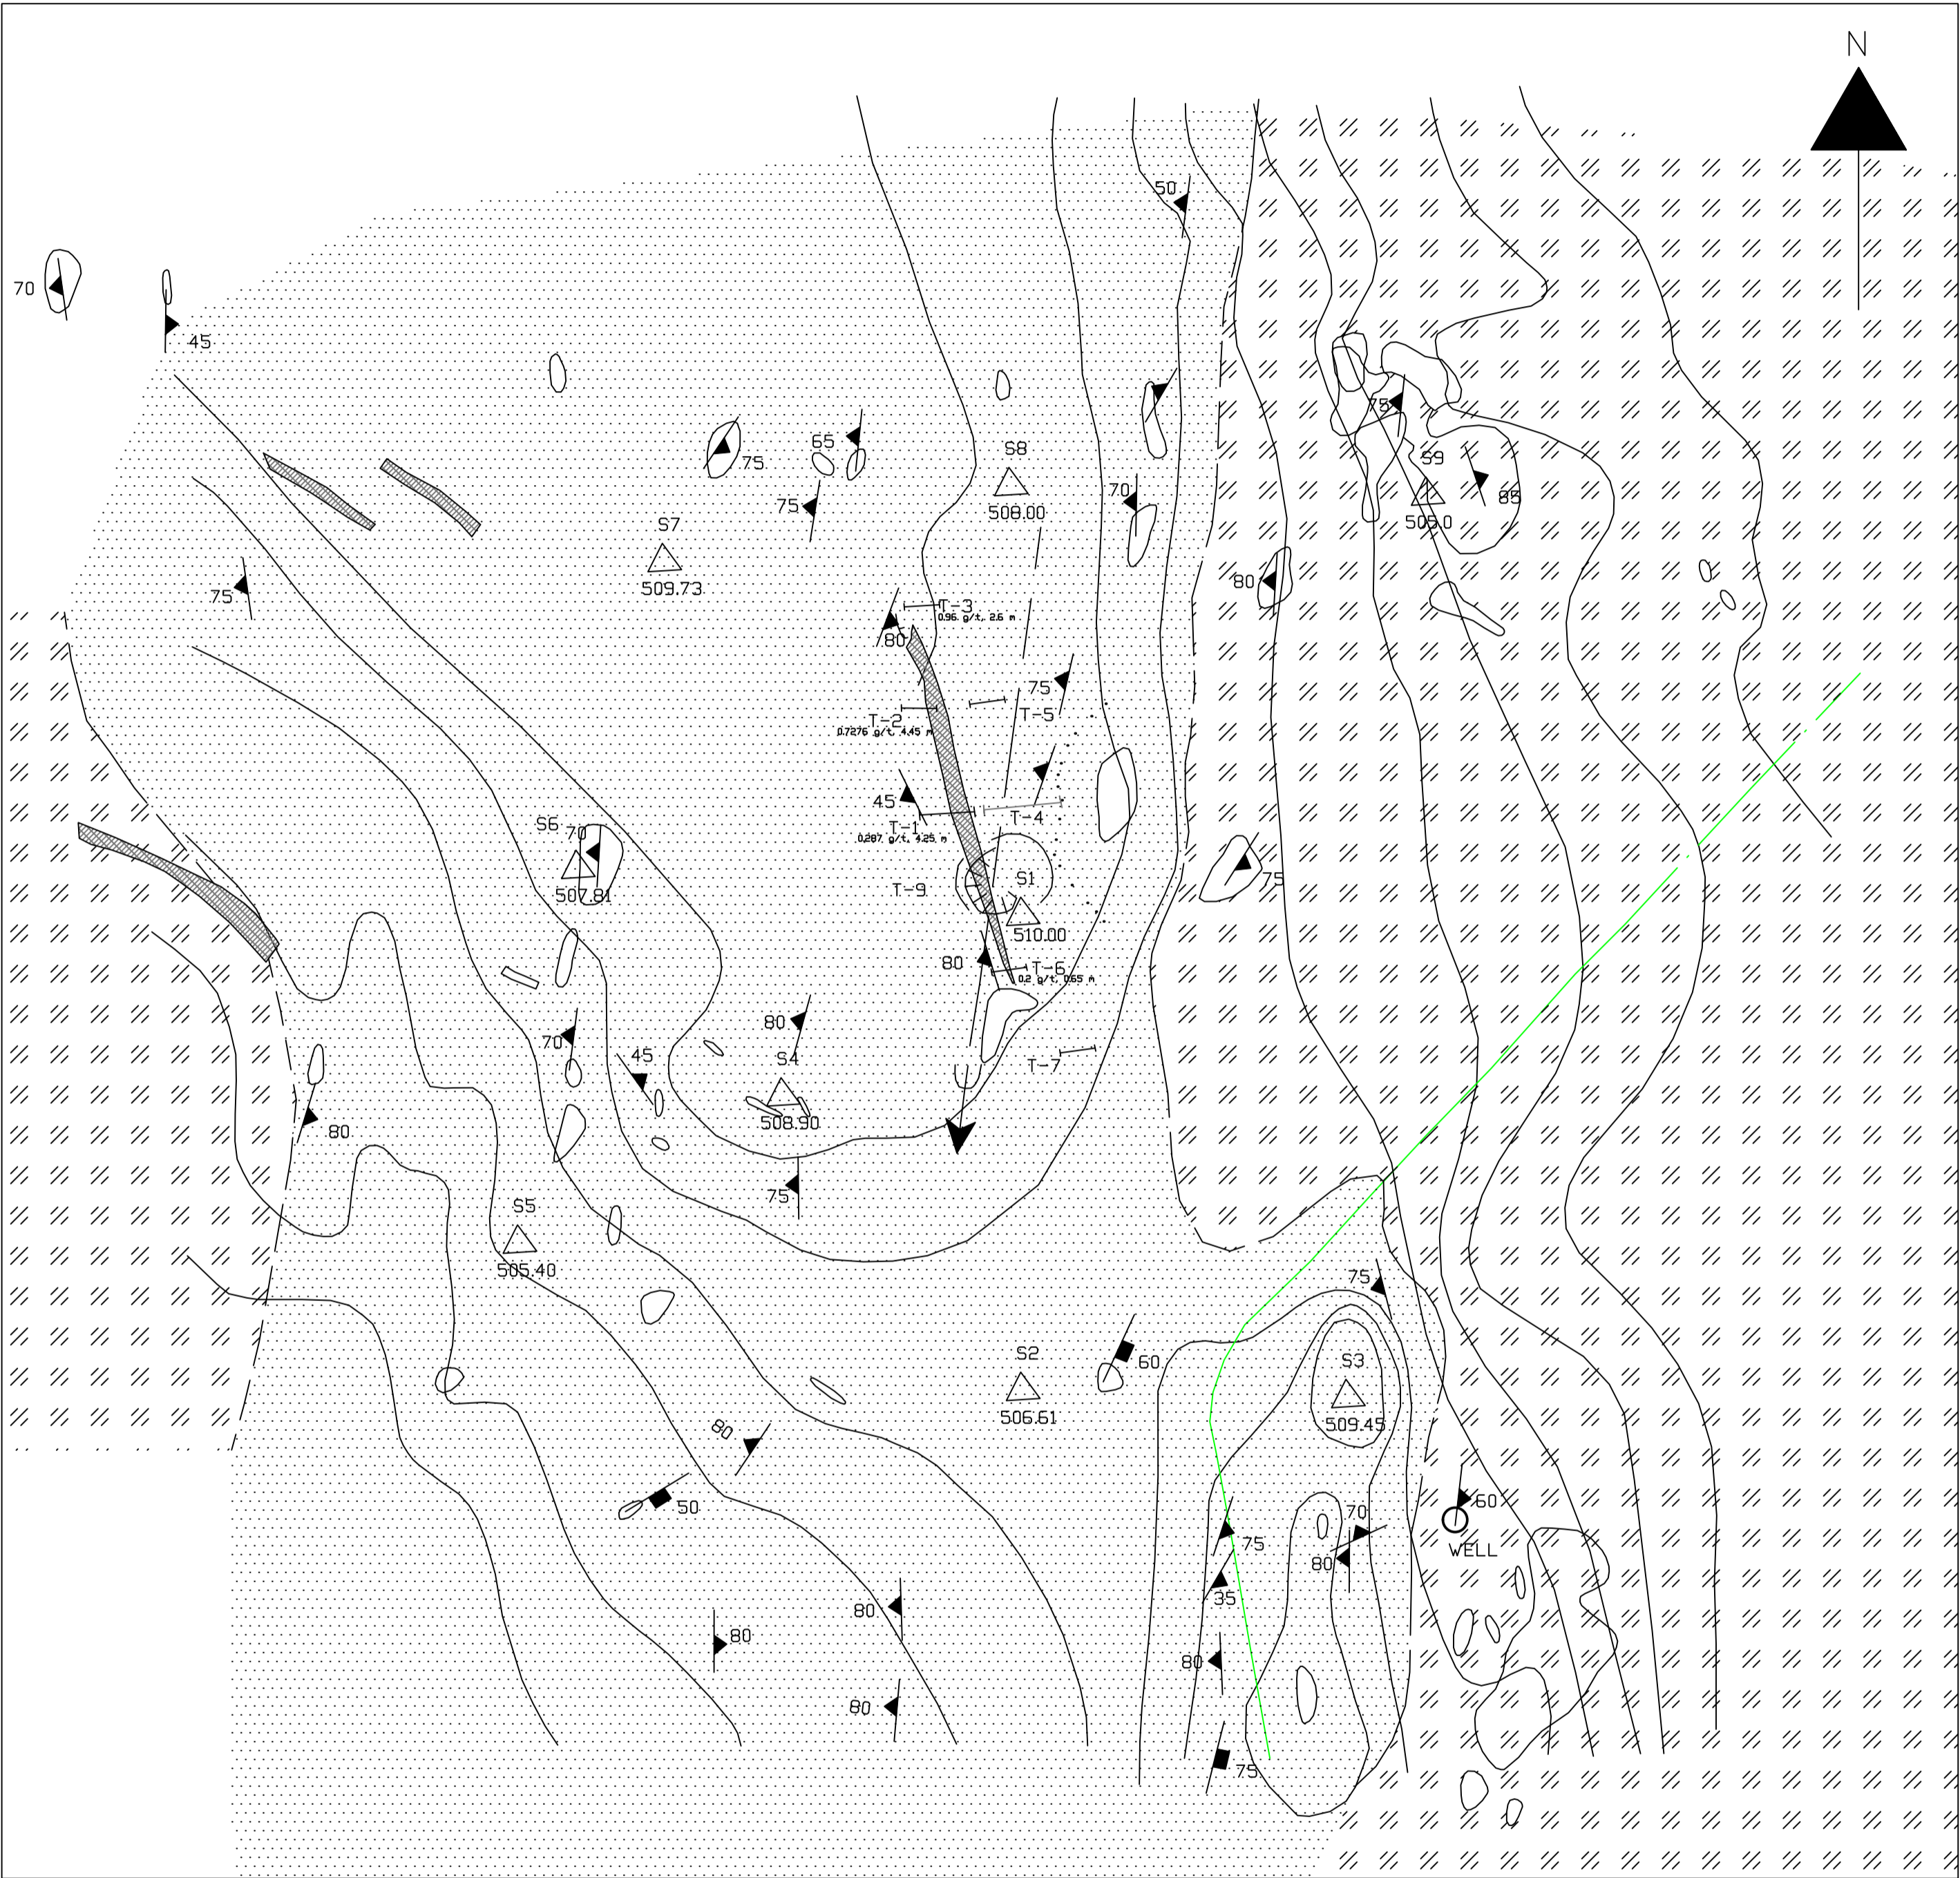 N
50
70
45
75
65
75
75
S8
508.00
70
75
S9
85
505.0
S7
509.73
80
75
T-3
0.96 g/t, 2.6 m
80
75
T-5
T-2
0.7276 g/t, 4.45 m
45
T-1
0.287 g/t, 4.25 m
T-4
S6
70
507.81
T-9
S1
510.00
75
80
T-6
0.2 g/t, 0.65 m
80
70
45
S4
508.90
T-7
80
75
S5
505.40
75
S2
506.61
60
S3
509.45
80
50
70
60
WELL
75
80
35
80
80
80
80
75